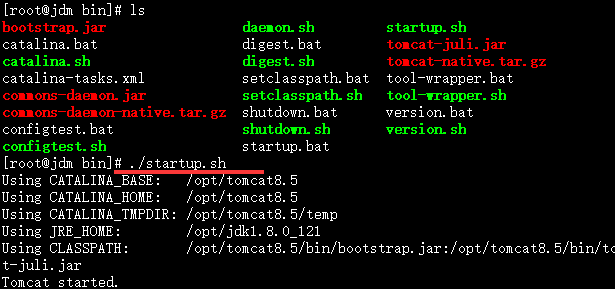 [root@jdm bin]# ls
bootstrap.jar daemon.sh startup.sh
catalina.bat digest.bat tomcat-juli.jar
catalina.sh digest.sh tomcat-native.tar.gz
catalina-tasks.xml setclasspath.bat tool-wrapper.bat
commons-daemon.jar setclasspath.sh tool-wrapper.sh
commons-daemon-native.tar.gz shutdown.bat version.bat
configtest.bat shutdown.sh version.sh
configtest.sh startup.bat
[root@jdm bin]# ./startup.sh
Using CATALINA_BASE: /opt/tomcat8.5
Using CATALINA_HOME: /opt/tomcat8.5
Using CATALINA_TMPDIR: /opt/tomcat8.5/temp
Using JRE_HOME: /opt/jdk1.8.0_121
Using CLASSPATH: /opt/tomcat8.5/bin/bootstrap.jar:/opt/tomcat8.5/bin/to
t-juli.jar
Tomcat started.